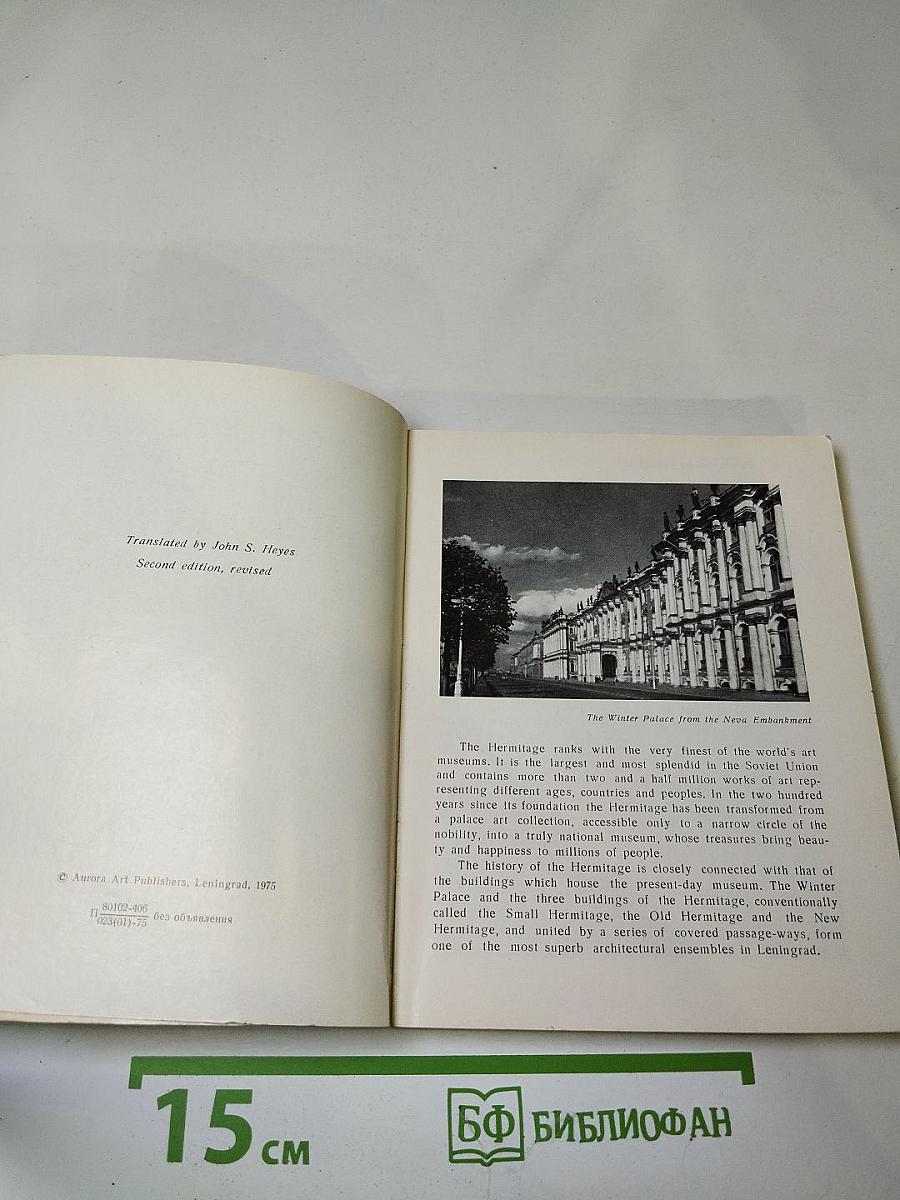 Translated by John S. Heyes
Second edition, revised
© Aurora Art Publishers, Leningrad, 1975
П 80102-406
023(01)-75 без объявления
The Winter Palace from the Neva Embankment
The Hermitage ranks with the very finest of the world's art
museums. It is the largest and most splendid in the Soviet Union
and contains more than two and a half million works of art rep-
resenting different ages, countries and peoples. In the two hundred
years since its foundation the Hermitage has been transformed from
a palace art collection, accessible only to a narrow circle of the
nobility, into a truly national museum, whose treasures bring beau-
ty and happiness to millions of people.
The history of the Hermitage is closely connected with that of
the buildings which house the present-day museum. The Winter
Palace and the three buildings of the Hermitage, conventionally
called the Small Hermitage, the Old Hermitage and the New
Hermitage, and united by a series of covered passage-ways, form
one of the most superb architectural ensembles in Leningrad.
15 см
БФ БИБЛИОФАН